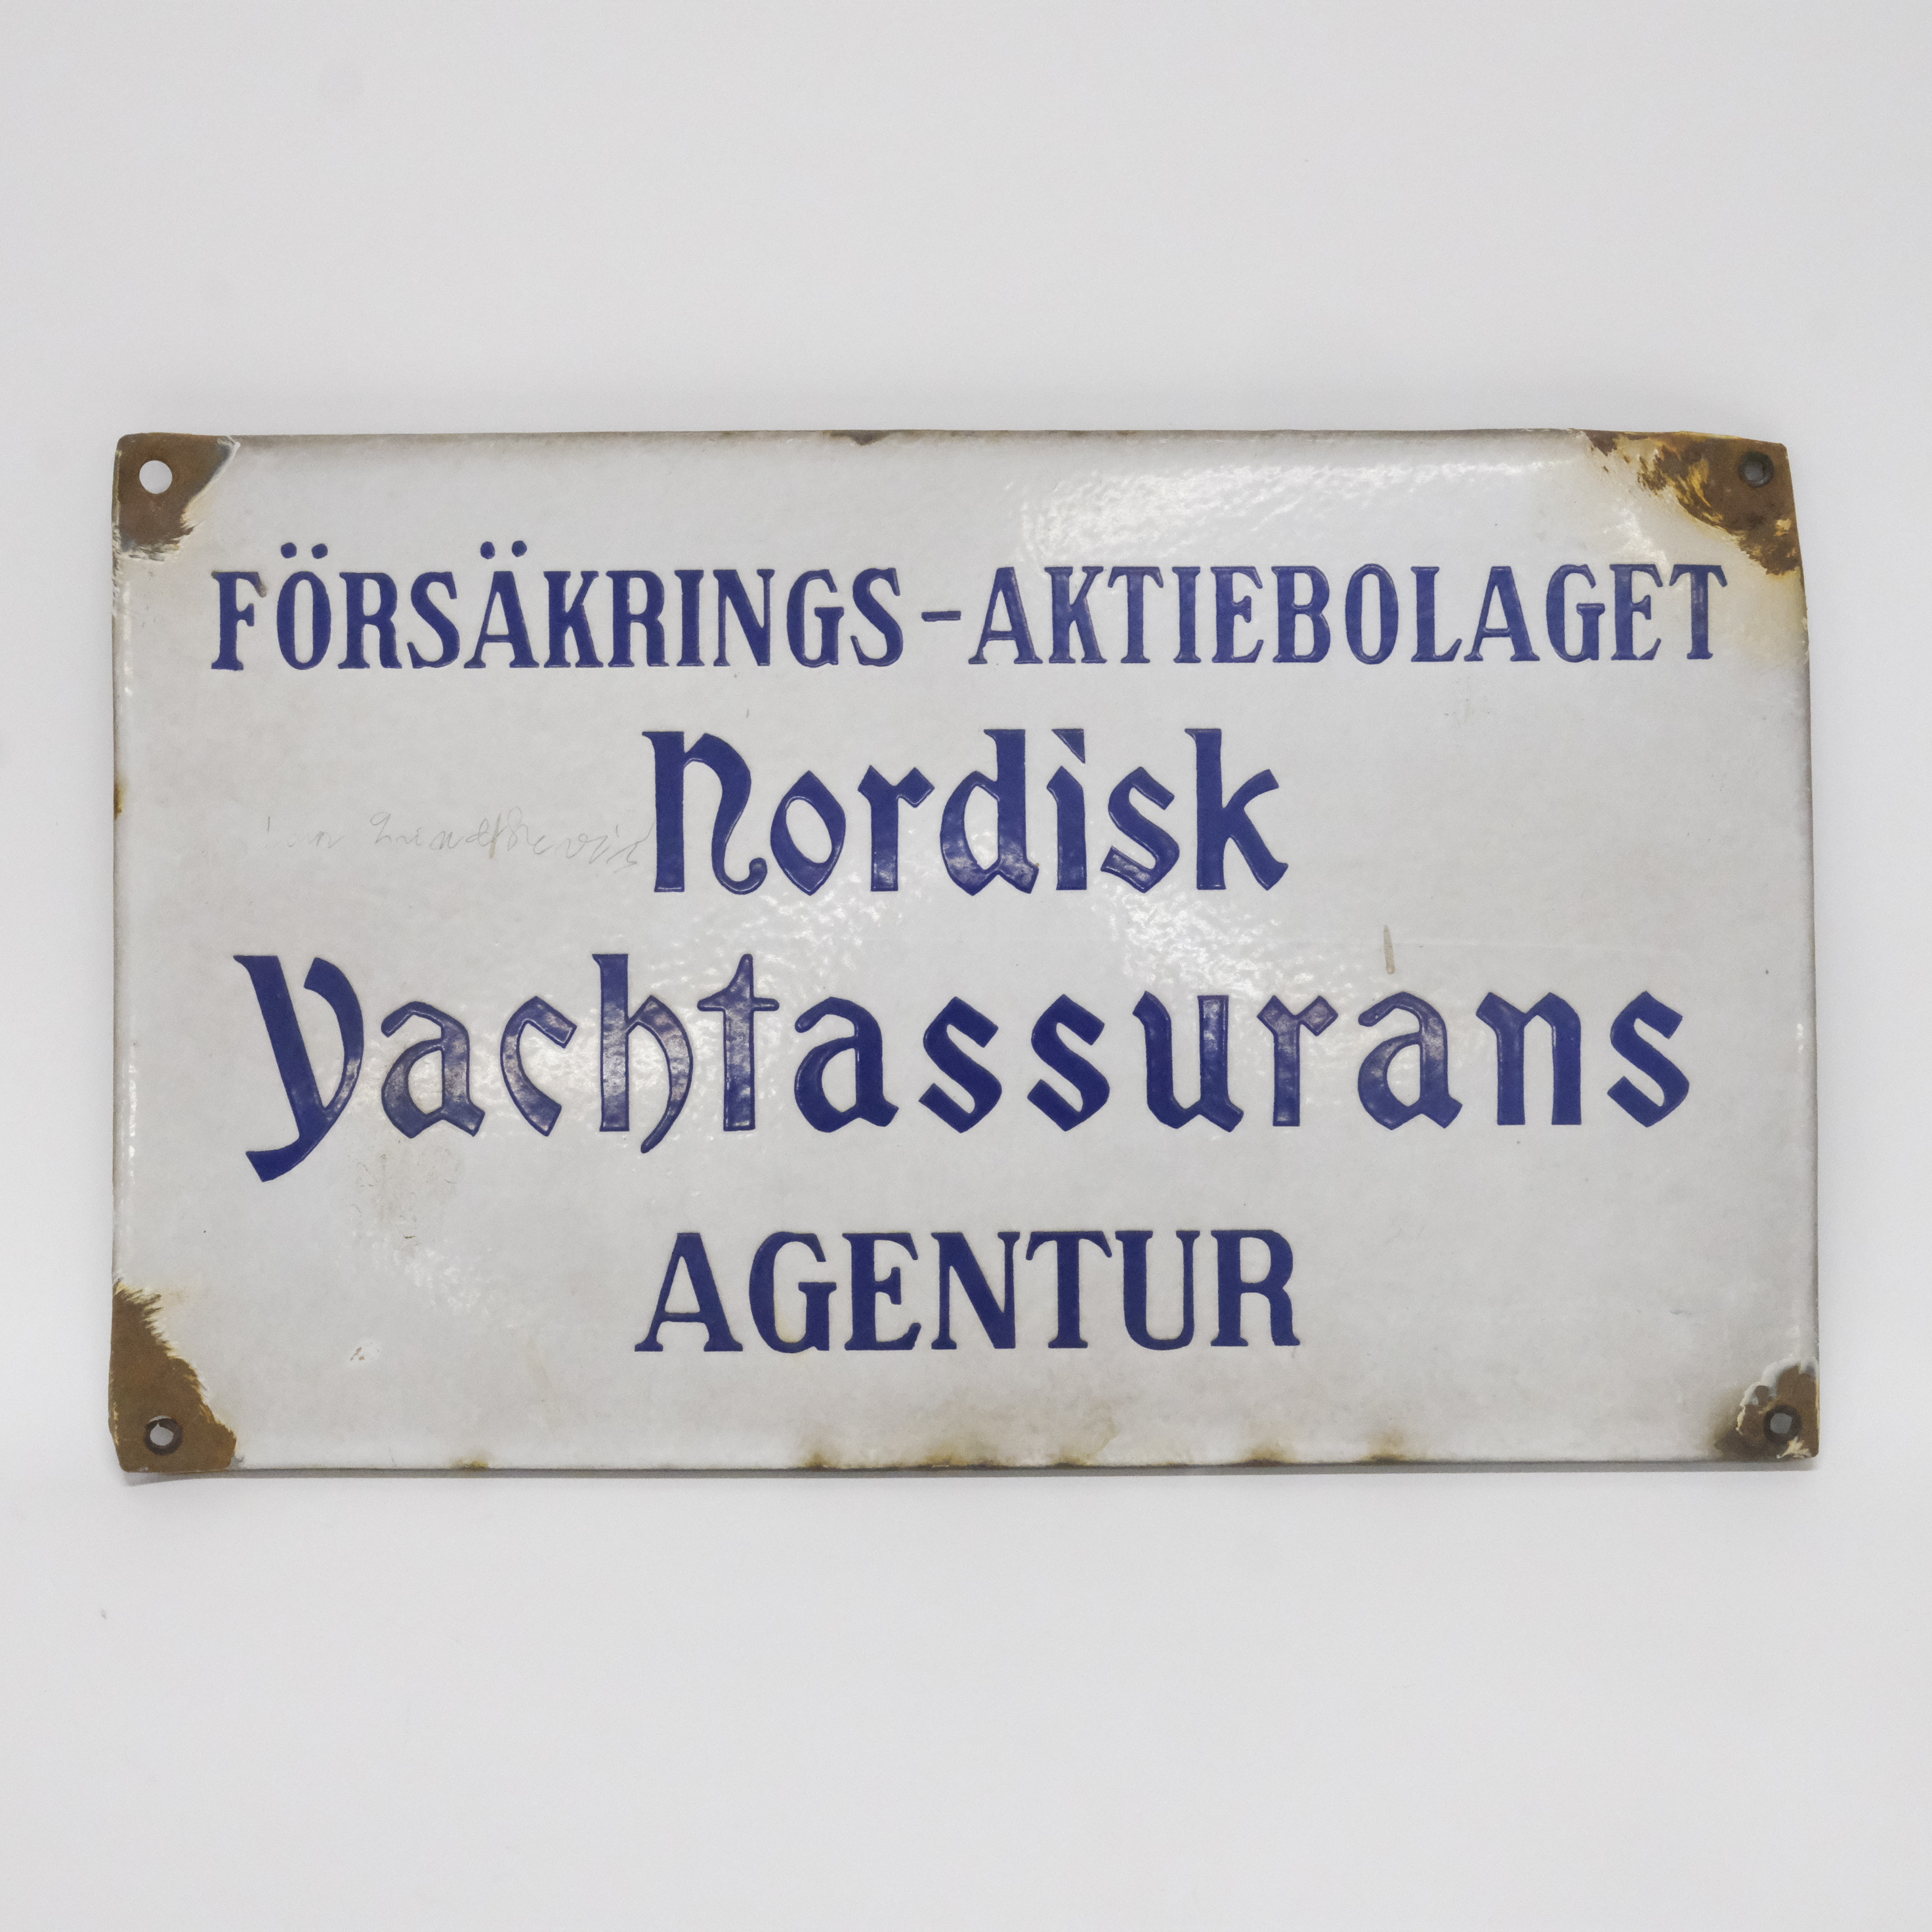 FÖRSÄKRINGS-AKTIEBOLAGET
Nordisk
Yachtassurans
AGENTUR